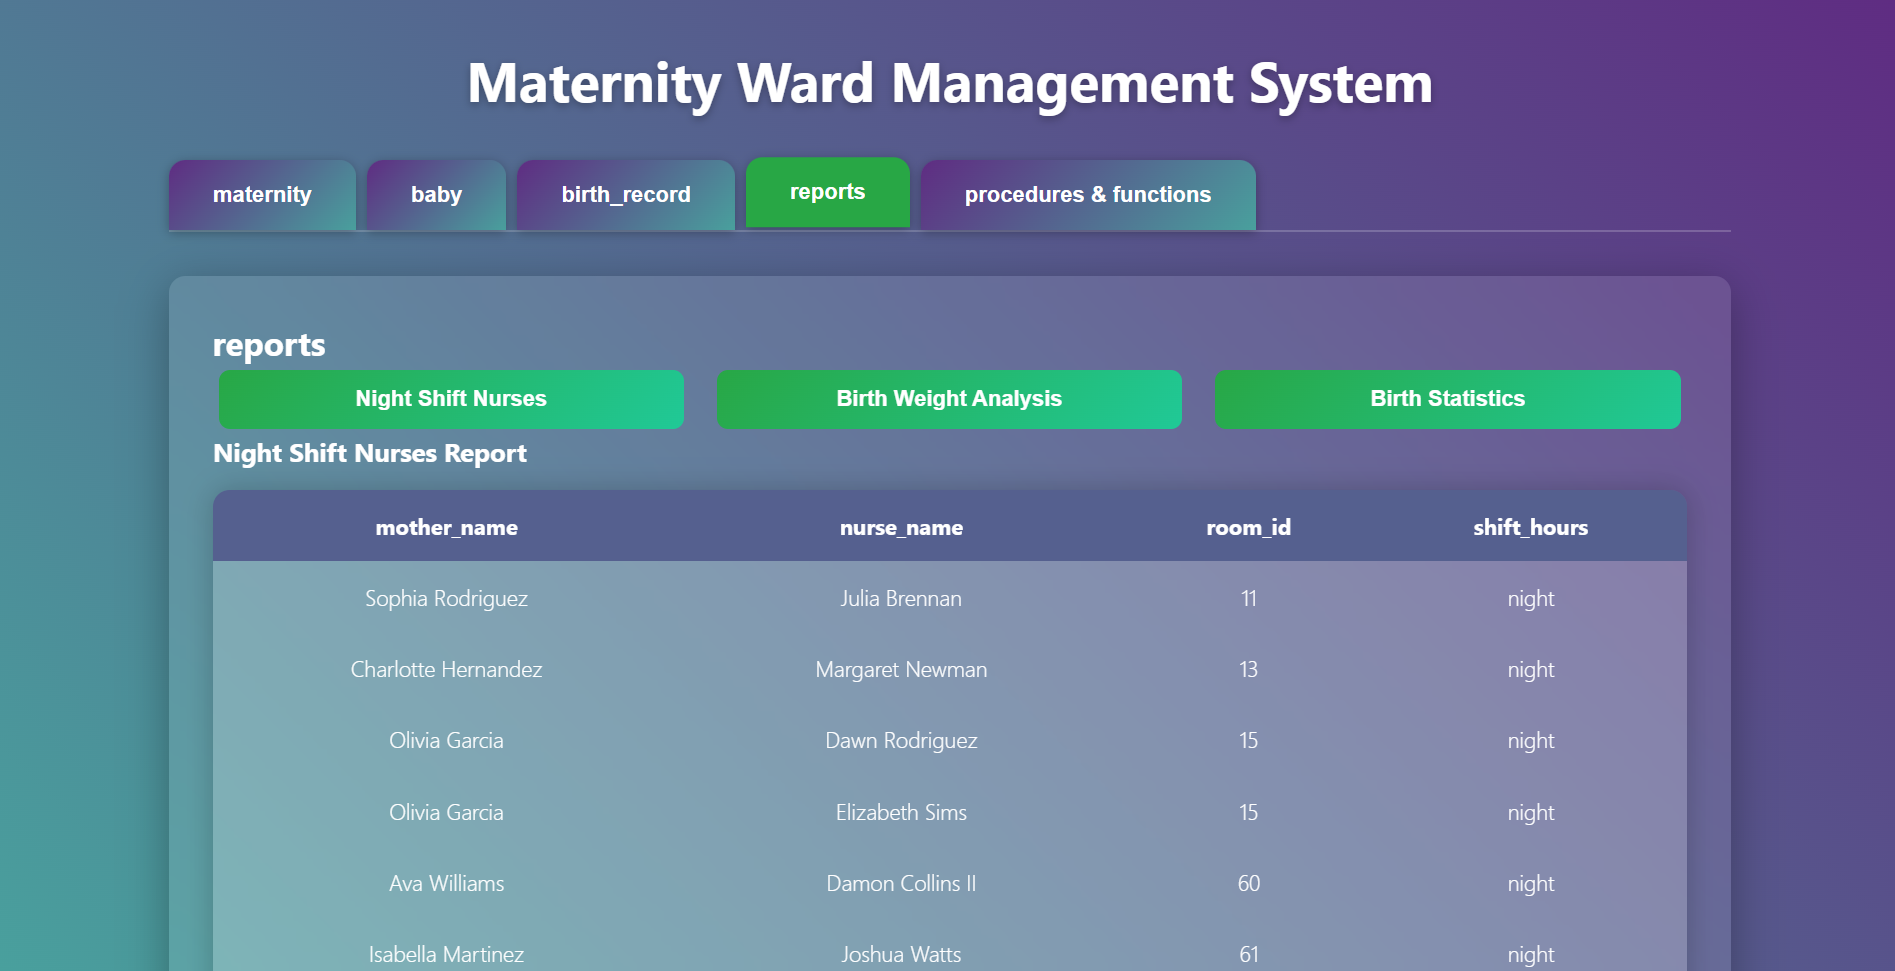 Maternity Ward Management System
maternity baby birth_record reports procedures & functions
reports
Night Shift Nurses Birth Weight Analysis Birth Statistics
Night Shift Nurses Report
mother_name nurse_name room_id shift_hours
Sophia Rodriguez Julia Brennan 11 night
Charlotte Hernandez Margaret Newman 13 night
Olivia Garcia Dawn Rodriguez 15 night
Olivia Garcia Elizabeth Sims 15 night
Ava Williams Damon Collins II 60 night
Isabella Martinez Joshua Watts 61 night